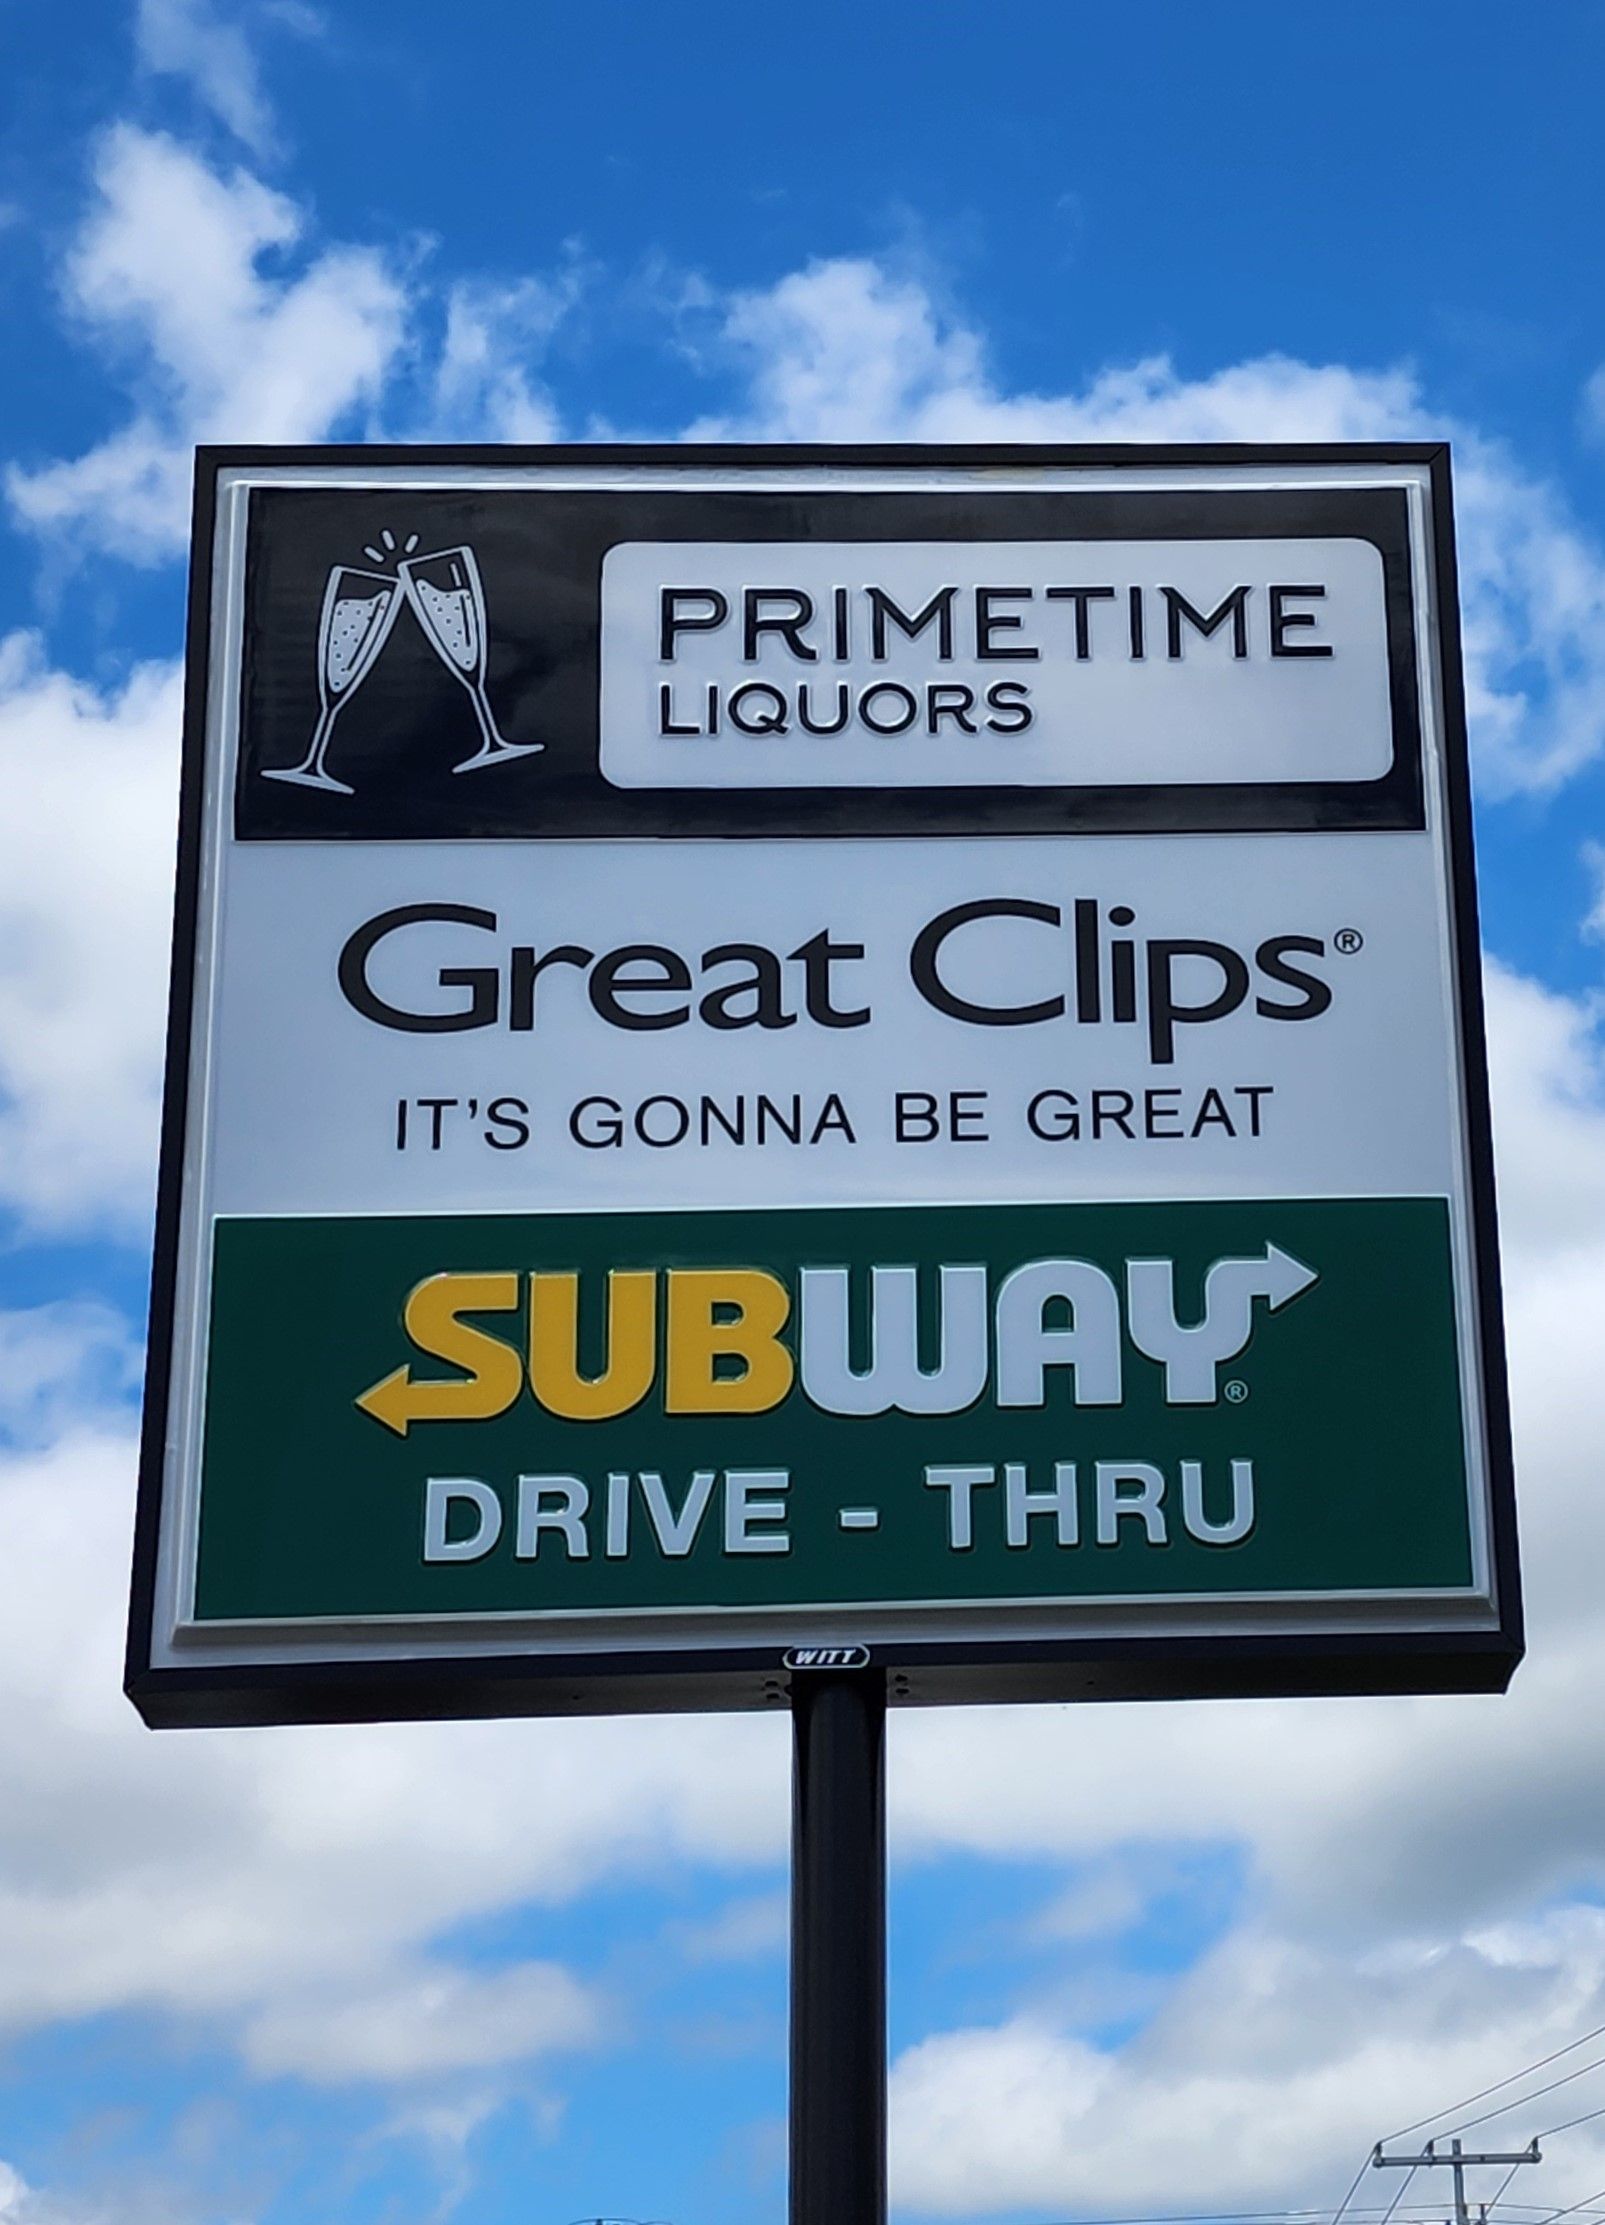 PRIMETIME
LIQUORS
Great Clips®
IT'S GONNA BE GREAT
SUBWAY®
DRIVE - THRU
WITT